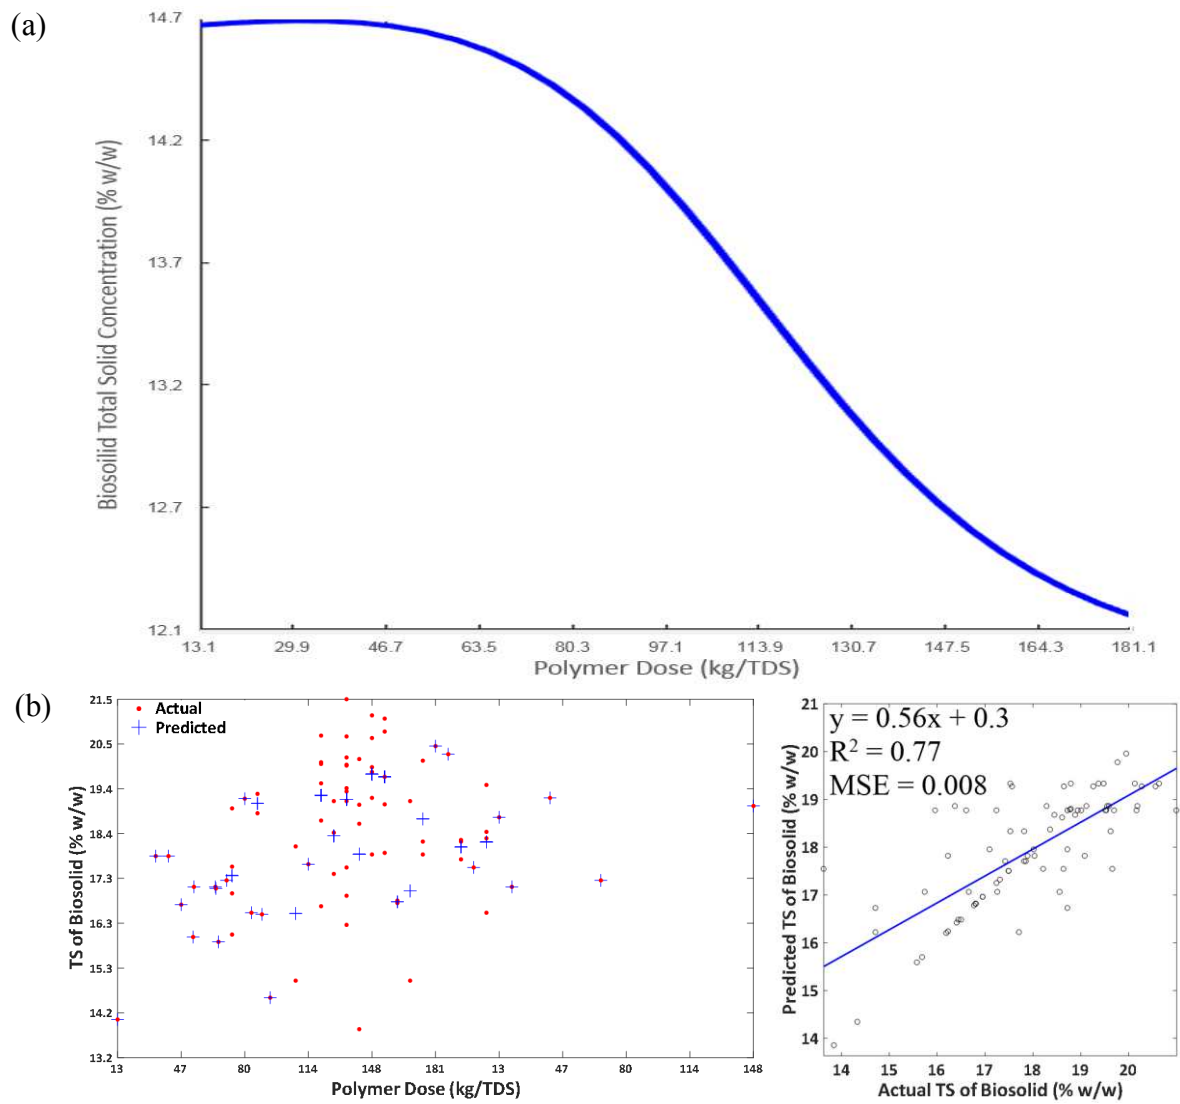 (a)
14.7
14.2
13.7
13.2
12.7
12.1
Biosoilid Total Solid Concentration (% w/w)
13.1 29.9 46.7 63.5 80.3 97.1 113.9 130.7 147.5 164.3 181.1
Polymer Dose (kg/TDS)
(b)
21.5
20.5
19.4
18.4
17.3
16.3
15.3
14.2
13.2
TS of Biosolid (% w/w)
Actual
Predicted
13 47 80 114 148 181 13 47 80 114 148
Polymer Dose (kg/TDS)
y = 0.56x + 0.3
R² = 0.77
MSE = 0.008
21
20
19
18
17
16
15
14
Predicted TS of Biosolid (% w/w)
14 15 16 17 18 19 20
Actual TS of Biosolid (% w/w)